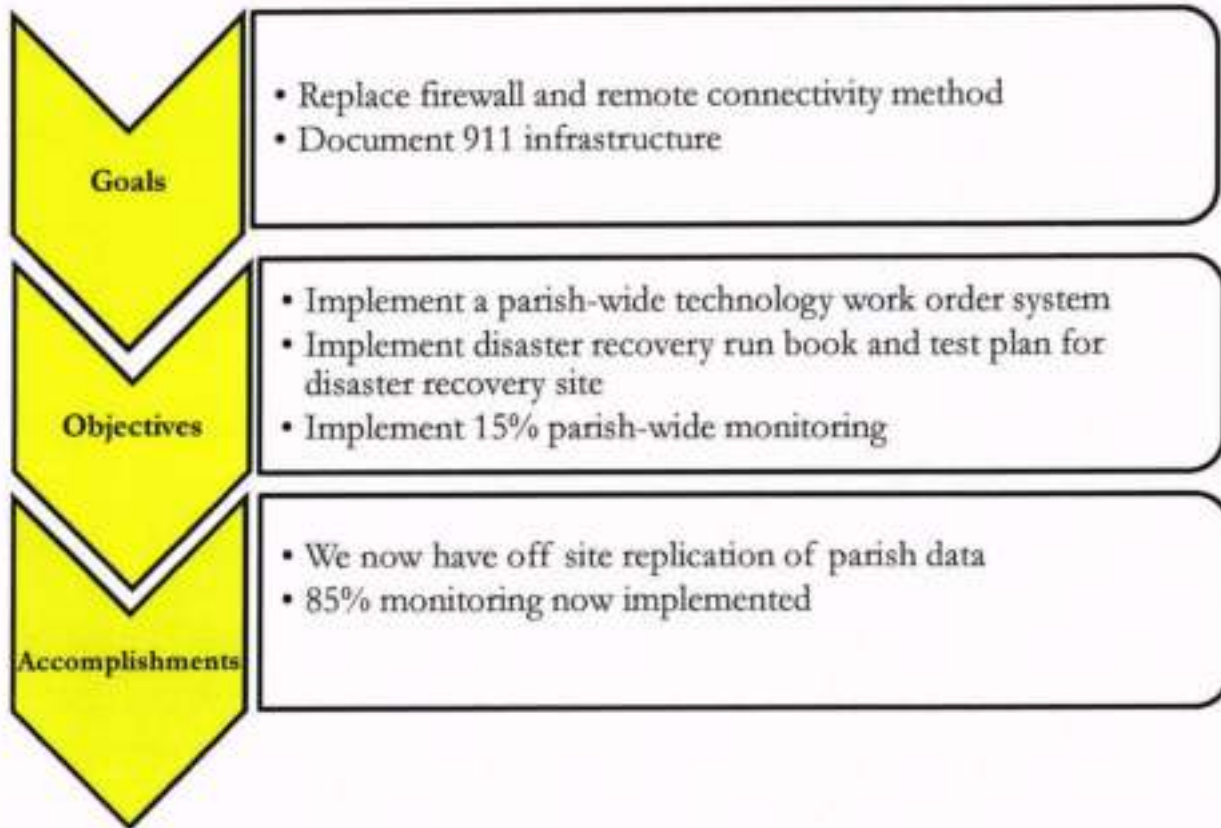 Goals
• Replace firewall and remote connectivity method
• Document 911 infrastructure
Objectives
• Implement a parish-wide technology work order system
• Implement disaster recovery run book and test plan for
disaster recovery site
• Implement 15% parish-wide monitoring
Accomplishments
• We now have off site replication of parish data
• 85% monitoring now implemented